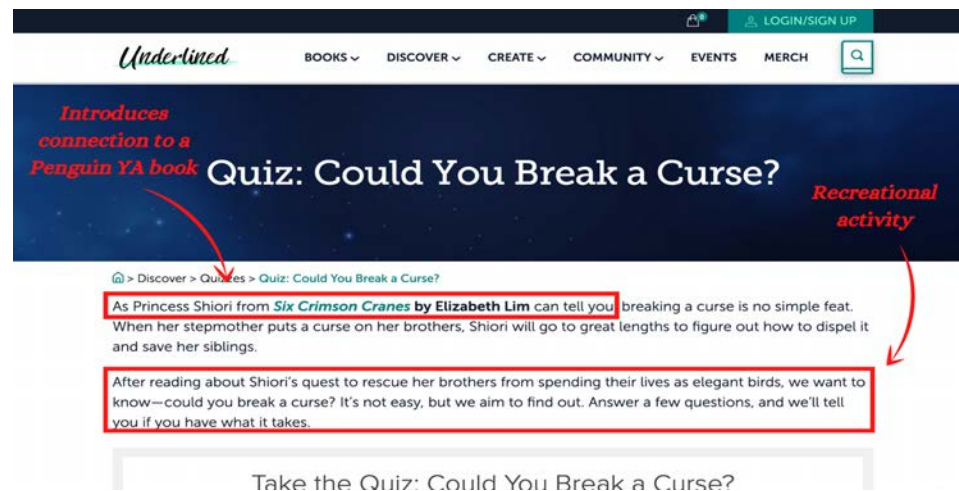 LOGIN/SIGN UP
Underlined
BOOKS DISCOVER CREATE COMMUNITY EVENTS MERCH
Introduces
connection to a
Penguin YA book
Quiz: Could You Break a Curse?
Recreational
activity
> Discover > Quizzes > Quiz: Could You Break a Curse?
As Princess Shiori from Six Crimson Cranes by Elizabeth Lim can tell you, breaking a curse is no simple feat.
When her stepmother puts a curse on her brothers, Shiori will go to great lengths to figure out how to dispel it
and save her siblings.
After reading about Shiori's quest to rescue her brothers from spending their lives as elegant birds, we want to
know—could you break a curse? It's not easy, but we aim to find out. Answer a few questions, and we'll tell
you if you have what it takes.
Take the Quiz: Could You Break a Curse?